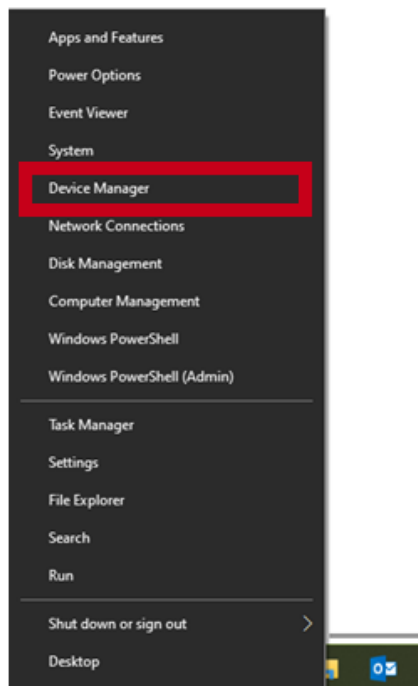 Apps and Features
Power Options
Event Viewer
System
Device Manager
Network Connections
Disk Management
Computer Management
Windows PowerShell
Windows PowerShell (Admin)
Task Manager
Settings
File Explorer
Search
Run
Shut down or sign out
Desktop